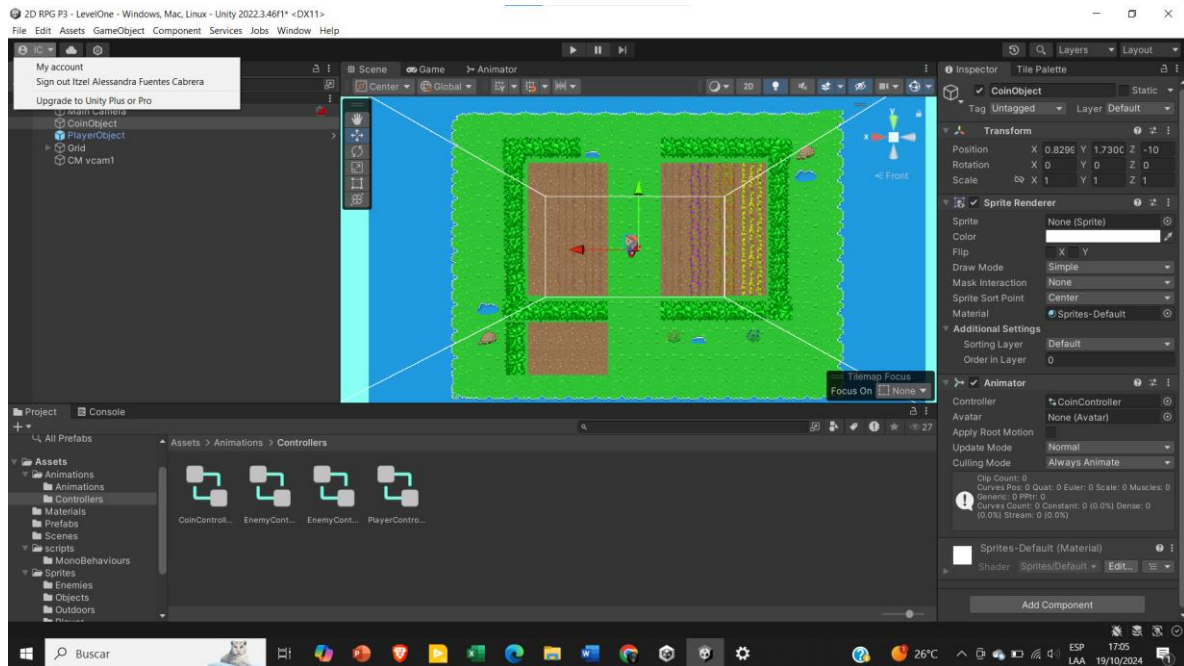 2D RPG P3 - LevelOne - Windows, Mac, Linux - Unity 2022.3.46f1* <DX11>
File Edit Assets GameObject Component Services Jobs Window Help
IC
Layers Layout
My account
Sign out Itzel Alessandra Fuentes Cabrera
Upgrade to Unity Plus or Pro
Main Camera
CoinObject
PlayerObject
Grid
CM vcam1
Scene Game Animator
Center Global 2D
Front
x
y
Tilemap Focus
Focus On None
Inspector Tile Palette
CoinObject Static
Tag Untagged Layer Default
Transform
Position X 0.8299 Y 1.7300 Z -10
Rotation X 0 Y 0 Z 0
Scale X 1 Y 1 Z 1
Sprite Renderer
Sprite None (Sprite)
Color
Flip X Y
Draw Mode Simple
Mask Interaction None
Sprite Sort Point Center
Material Sprites-Default
Additional Settings
Sorting Layer Default
Order in Layer 0
Animator
Controller CoinController
Avatar None (Avatar)
Apply Root Motion
Update Mode Normal
Culling Mode Always Animate
Clip Count: 0
Curves Pos: 0 Quat: 0 Euler: 0 Scale: 0 Muscles: 0
Generic: 0 PPtr: 0
Curves Count: 0 Constant: 0 (0.0%) Dense: 0
(0.0%) Stream: 0 (0.0%)
Sprites-Default (Material)
Shader Sprites/Default Edit...
Add Component
Project Console
27
All Prefabs
Assets
Animations
Animations
Controllers
Materials
Prefabs
Scenes
scripts
MonoBehaviours
Sprites
Enemies
Objects
Outdoors
Assets > Animations > Controllers
CoinControll... EnemyCont... EnemyCont... PlayerContro...
Buscar
26°C
ESP
LAA
17:05
19/10/2024